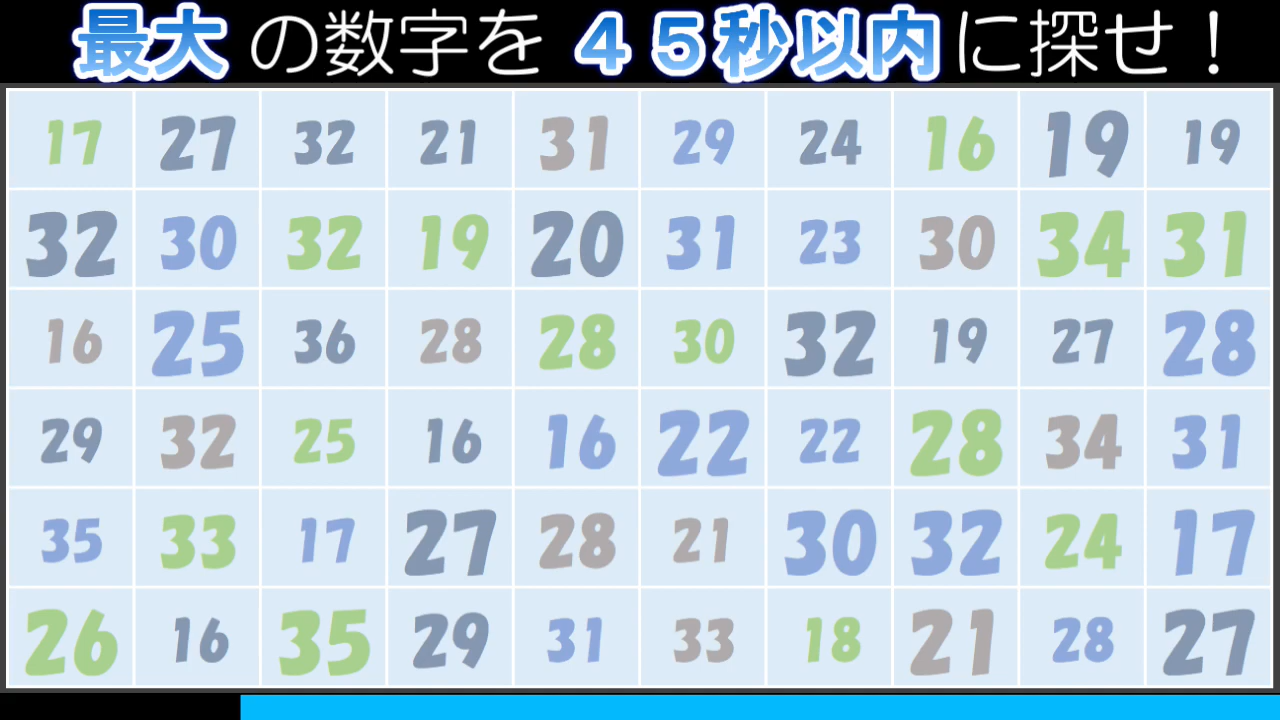 最大の数字を４５秒以内に探せ！
17 27 32 21 31 29 24 16 19 19
32 30 32 19 20 31 23 30 34 31
16 25 36 28 28 30 32 19 27 28
29 32 25 16 16 22 22 28 34 31
35 33 17 27 28 21 30 32 24 17
26 16 35 29 31 33 18 21 28 27